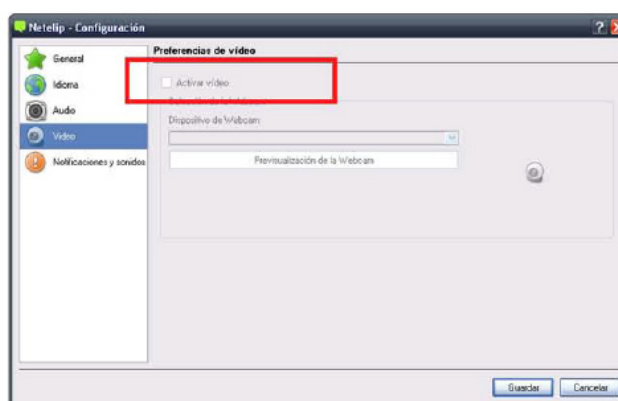 Netelip - Configuración
General
Idioma
Audio
Vídeo
Notificaciones y sonidos
Preferencias de vídeo
Activar vídeo
Dispositivo de Webcam:
Previsualización de la Webcam
Guardar
Cancelar